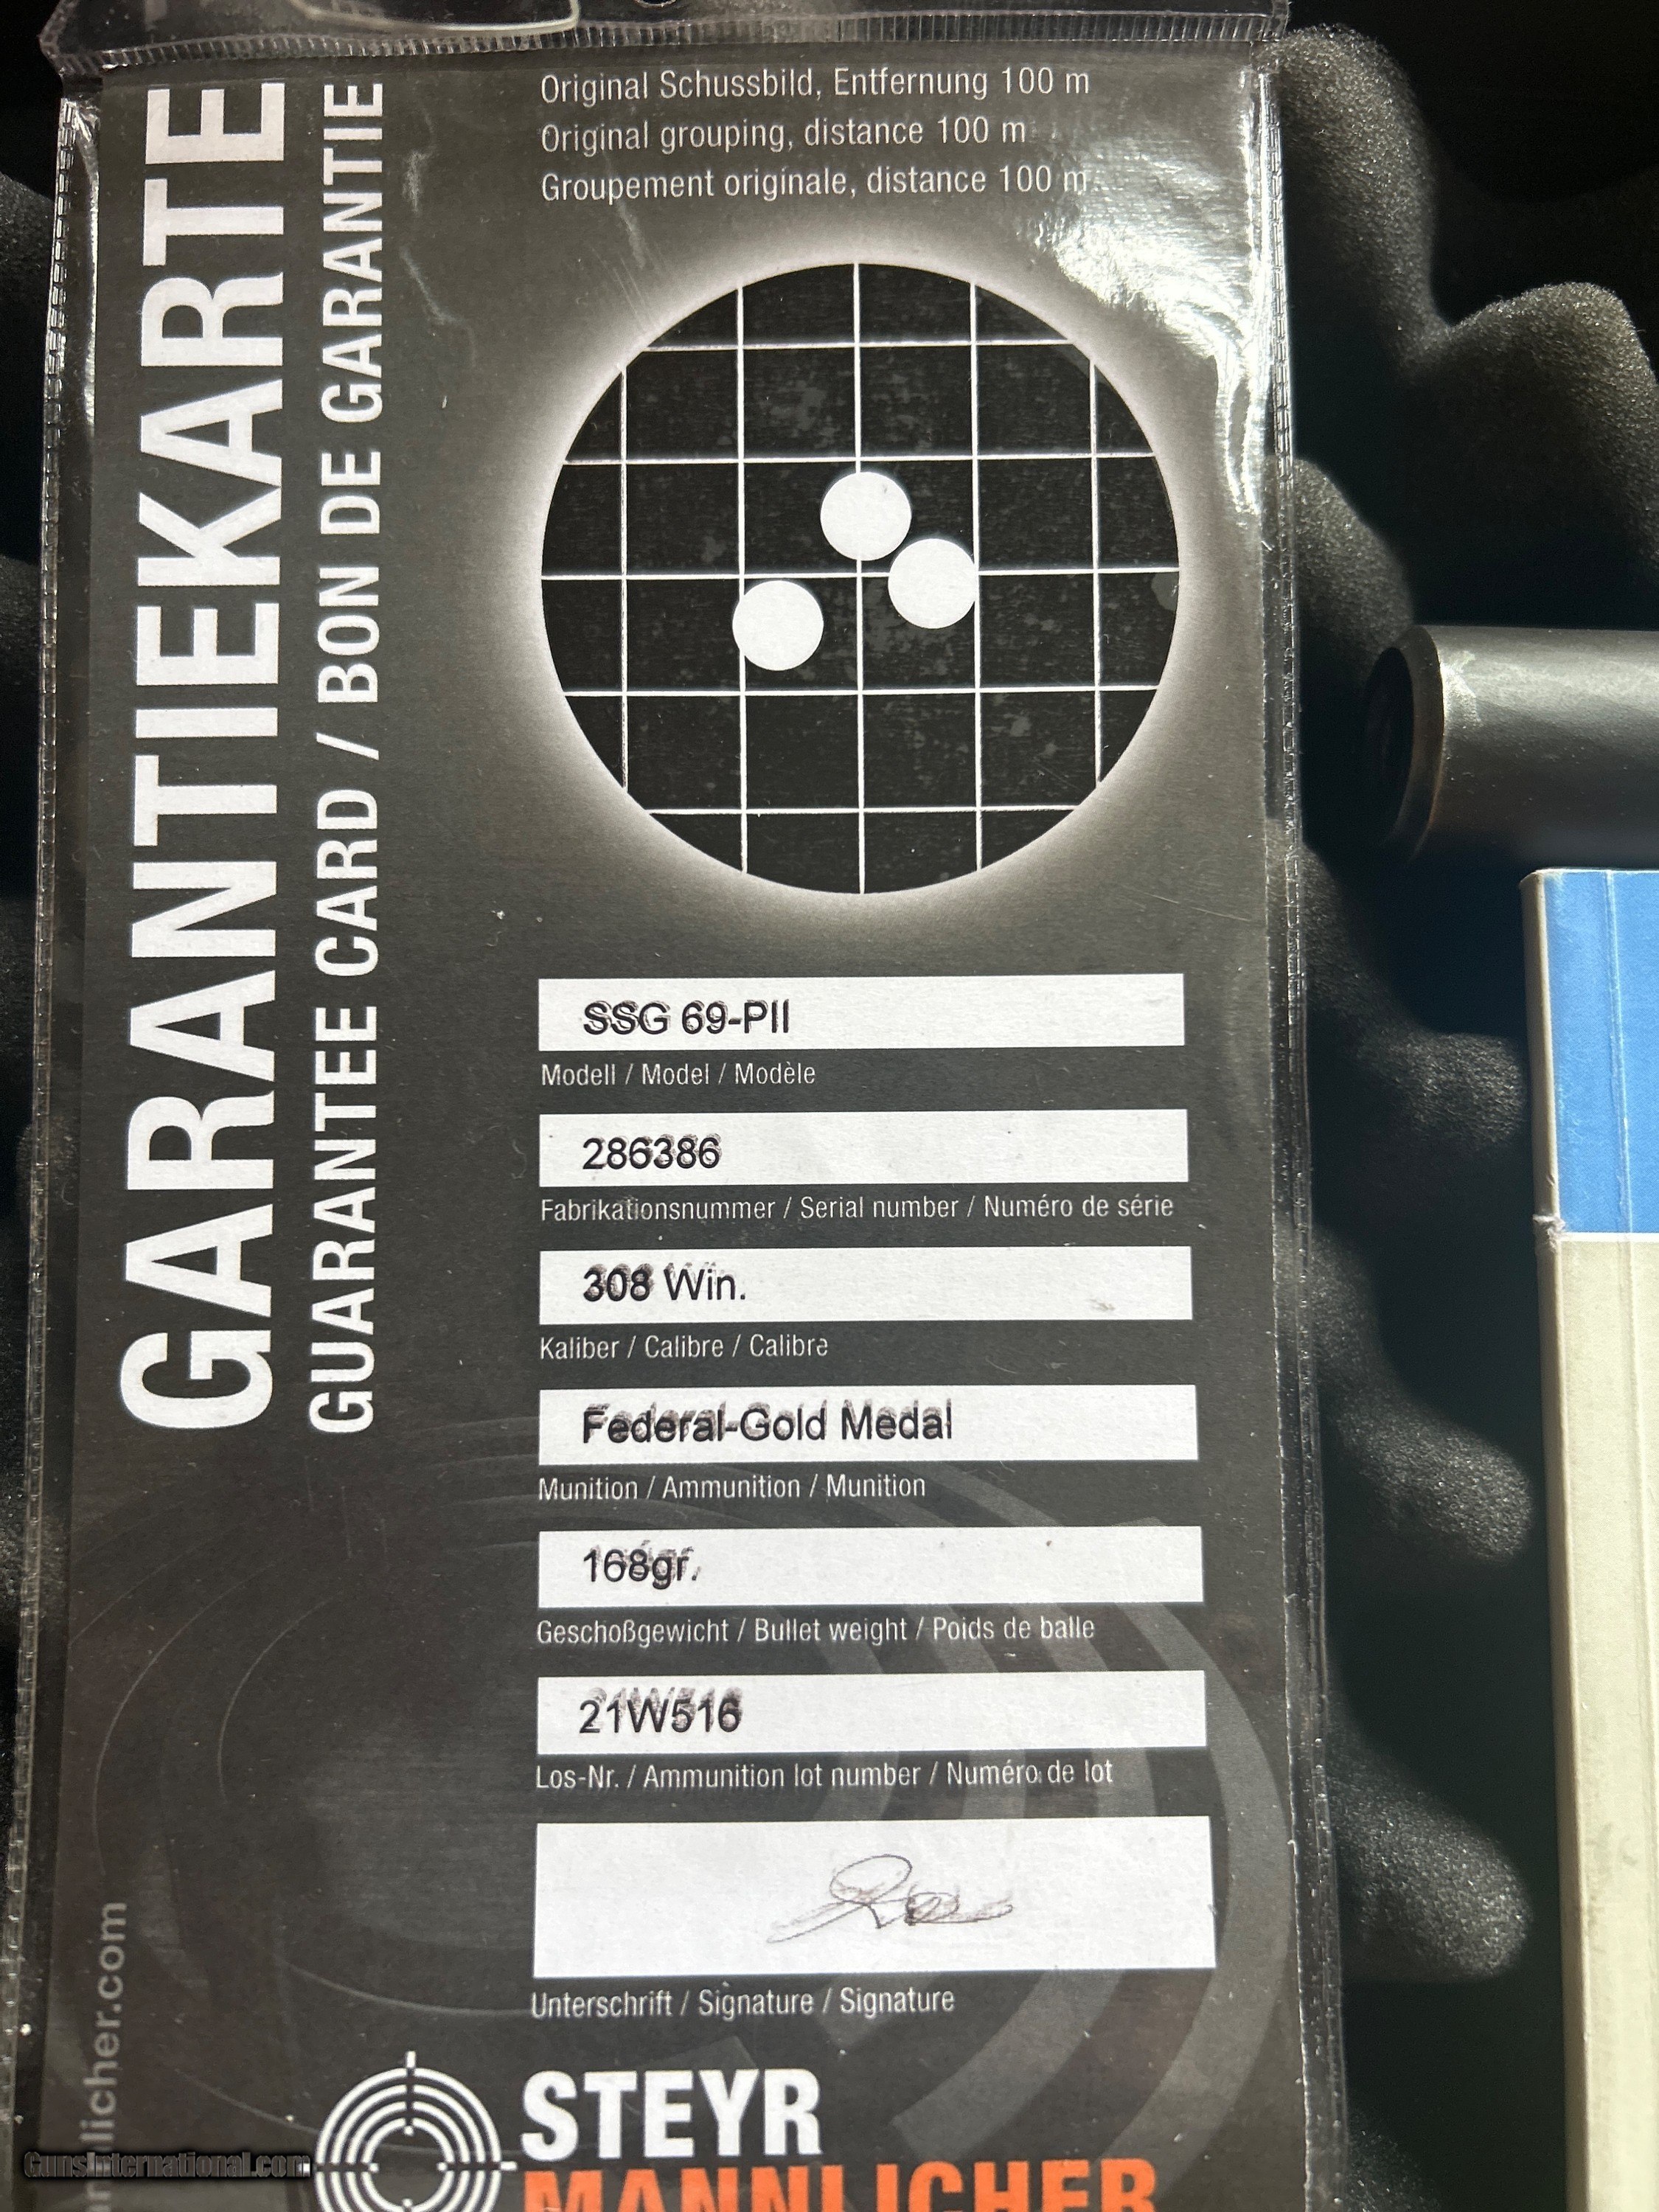 GARANTIEKARTE
GUARANTEE CARD / BON DE GARANTIE
Original Schussbild, Entfernung 100 m
Original grouping, distance 100 m
Groupement originale, distance 100 m
SSG 69-PII
Modell / Model / Modèle
286386
Fabrikationsnummer / Serial number / Numéro de série
308 Win.
Kaliber / Calibre / Calibre
Federal-Gold Medal
Munition / Ammunition / Munition
168gr.
Geschoßgewicht / Bullet weight / Poids de balle
21W516
Los-Nr. / Ammunition lot number / Numéro de lot
Unterschrift / Signature / Signature
STEYR
MANNLICHER
nlicher.com
GunsInternational.com